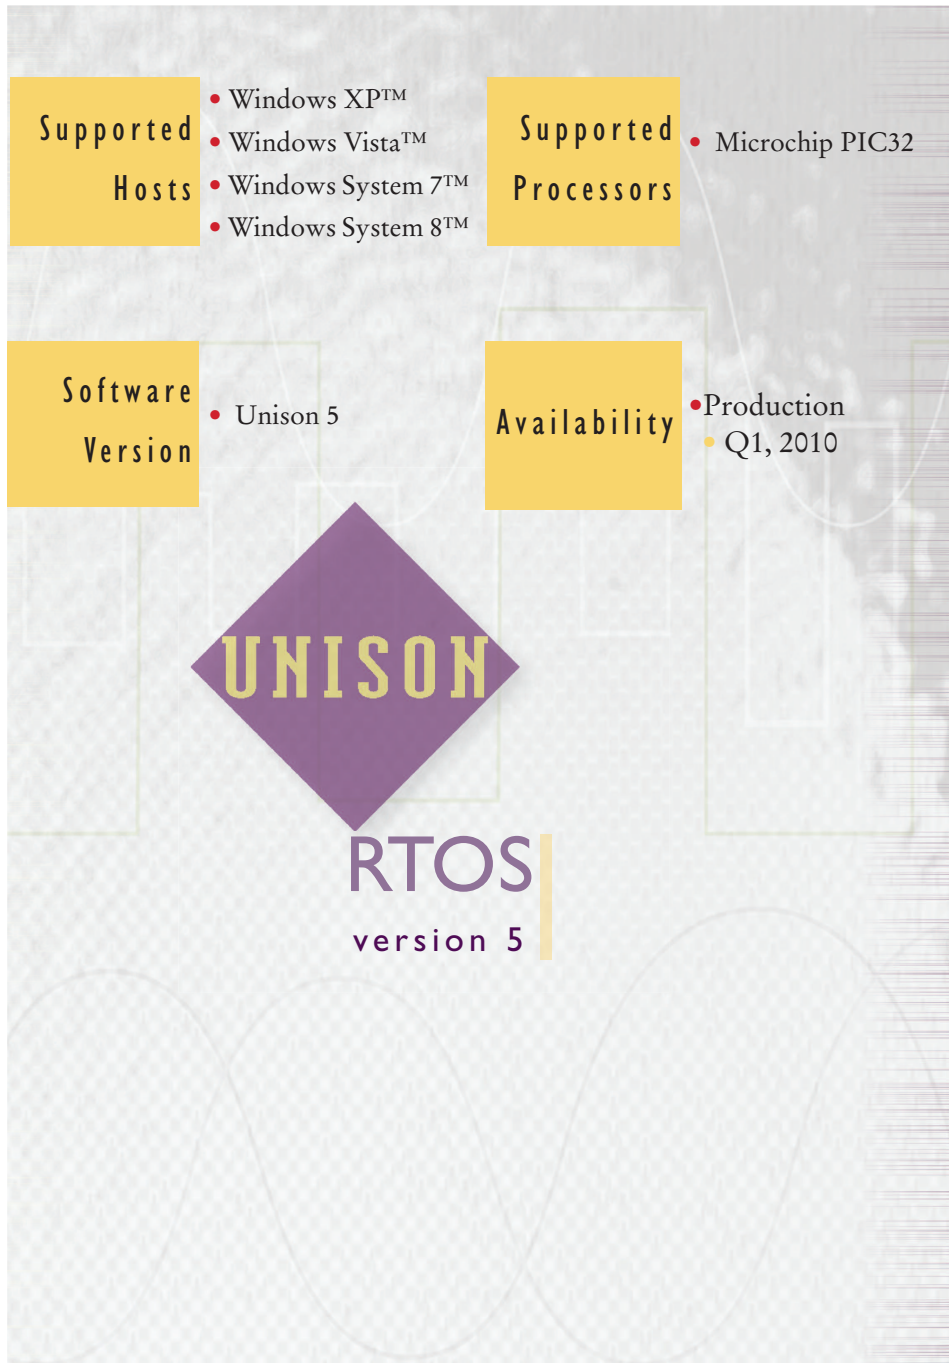 Supported
Hosts
• Windows XP™
• Windows Vista™
• Windows System 7™
• Windows System 8™
Supported
Processors
• Microchip PIC32
Software
Version
• Unison 5
Availability
•Production
• Q1, 2010
UNISON
RTOS
version 5